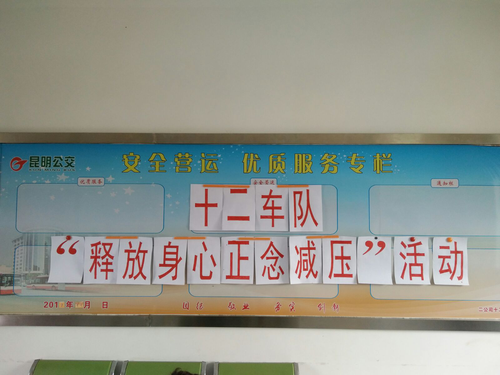 昆明公交
安全营运 优质服务专栏
十二车队
“释放身心正念减压”活动
年 月 日